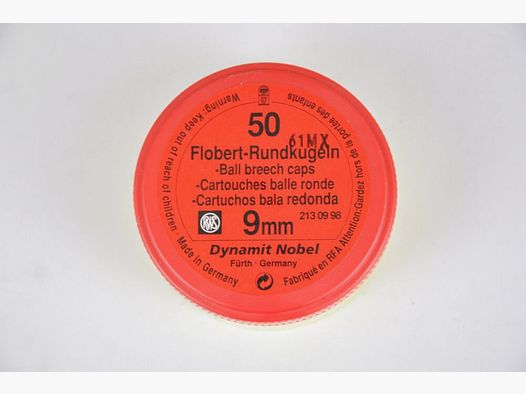 50
61MX
Flobert-Rundkugeln
-Ball breech caps
-Cartouches balle ronde
-Cartuchos bala redonda
RWS
9mm
213 09 98
Dynamit Nobel
Fürth · Germany
Warning: Keep out of reach of children · Made in Germany
Fabriqué en RFA Attention: Gardez hors de la portée des enfants